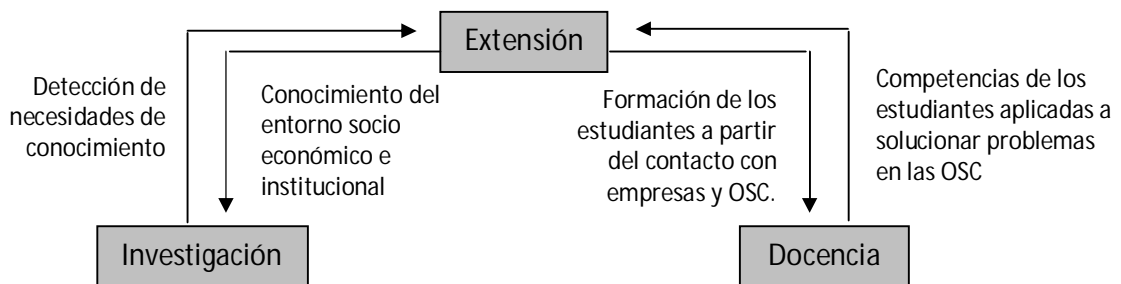 Extensión
Detección de
necesidades de
conocimiento
Conocimiento del
entorno socio
económico e
institucional
Formación de los
estudiantes a partir
del contacto con
empresas y OSC.
Competencias de los
estudiantes aplicadas a
solucionar problemas
en las OSC
Investigación
Docencia